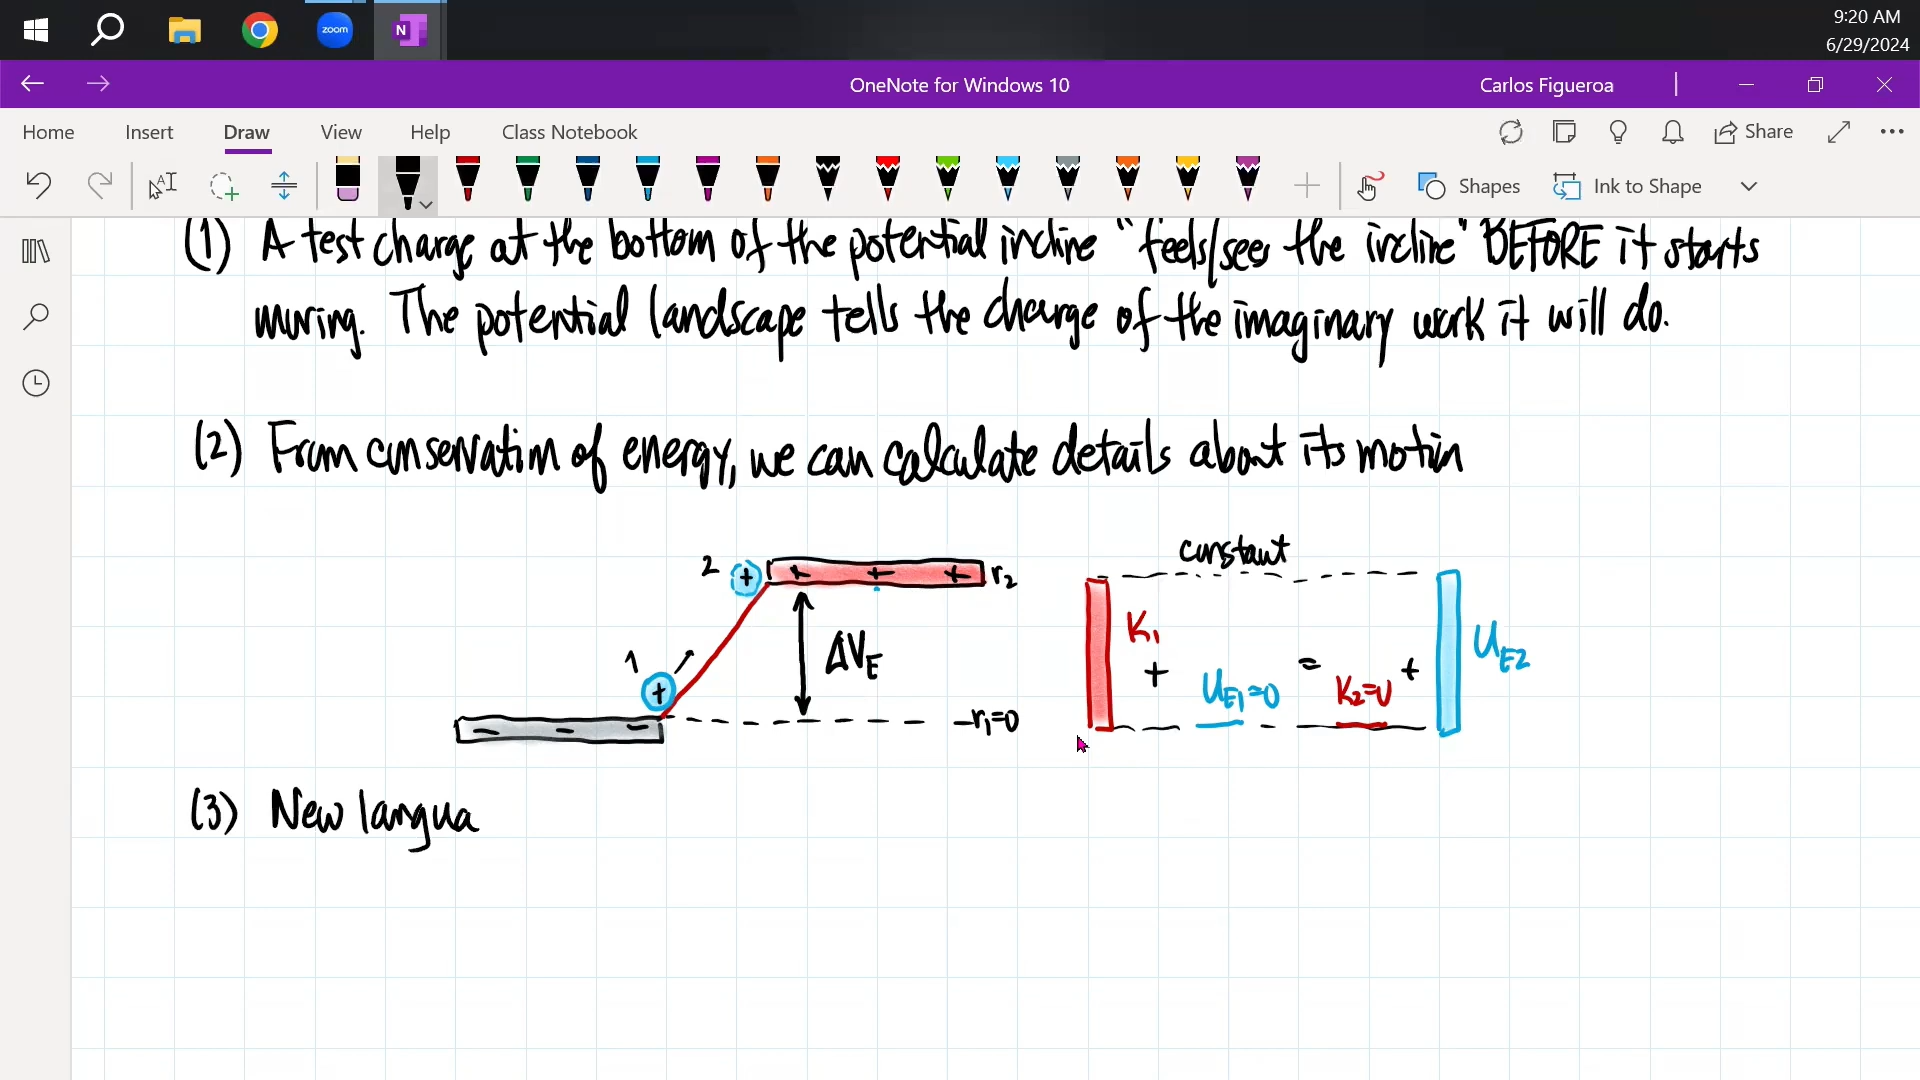 zoom
N
9:20 AM
6/29/2024
OneNote for Windows 10
Carlos Figueroa
Home Insert Draw View Help Class Notebook
Share
Shapes
Ink to Shape
(1) A test charge at the bottom of the potential incline "feels/sees the incline" BEFORE it starts
moving. The potential landscape tells the charge of the imaginary work it will do.
(2) From conservation of energy, we can calculate details about its motion
constant
2 + + + + r₂
K₁
ΔV_E
U_E2
1
+ U_E1=0 = K₂=0 +
+
- - - -r₁=0
(3) New langua